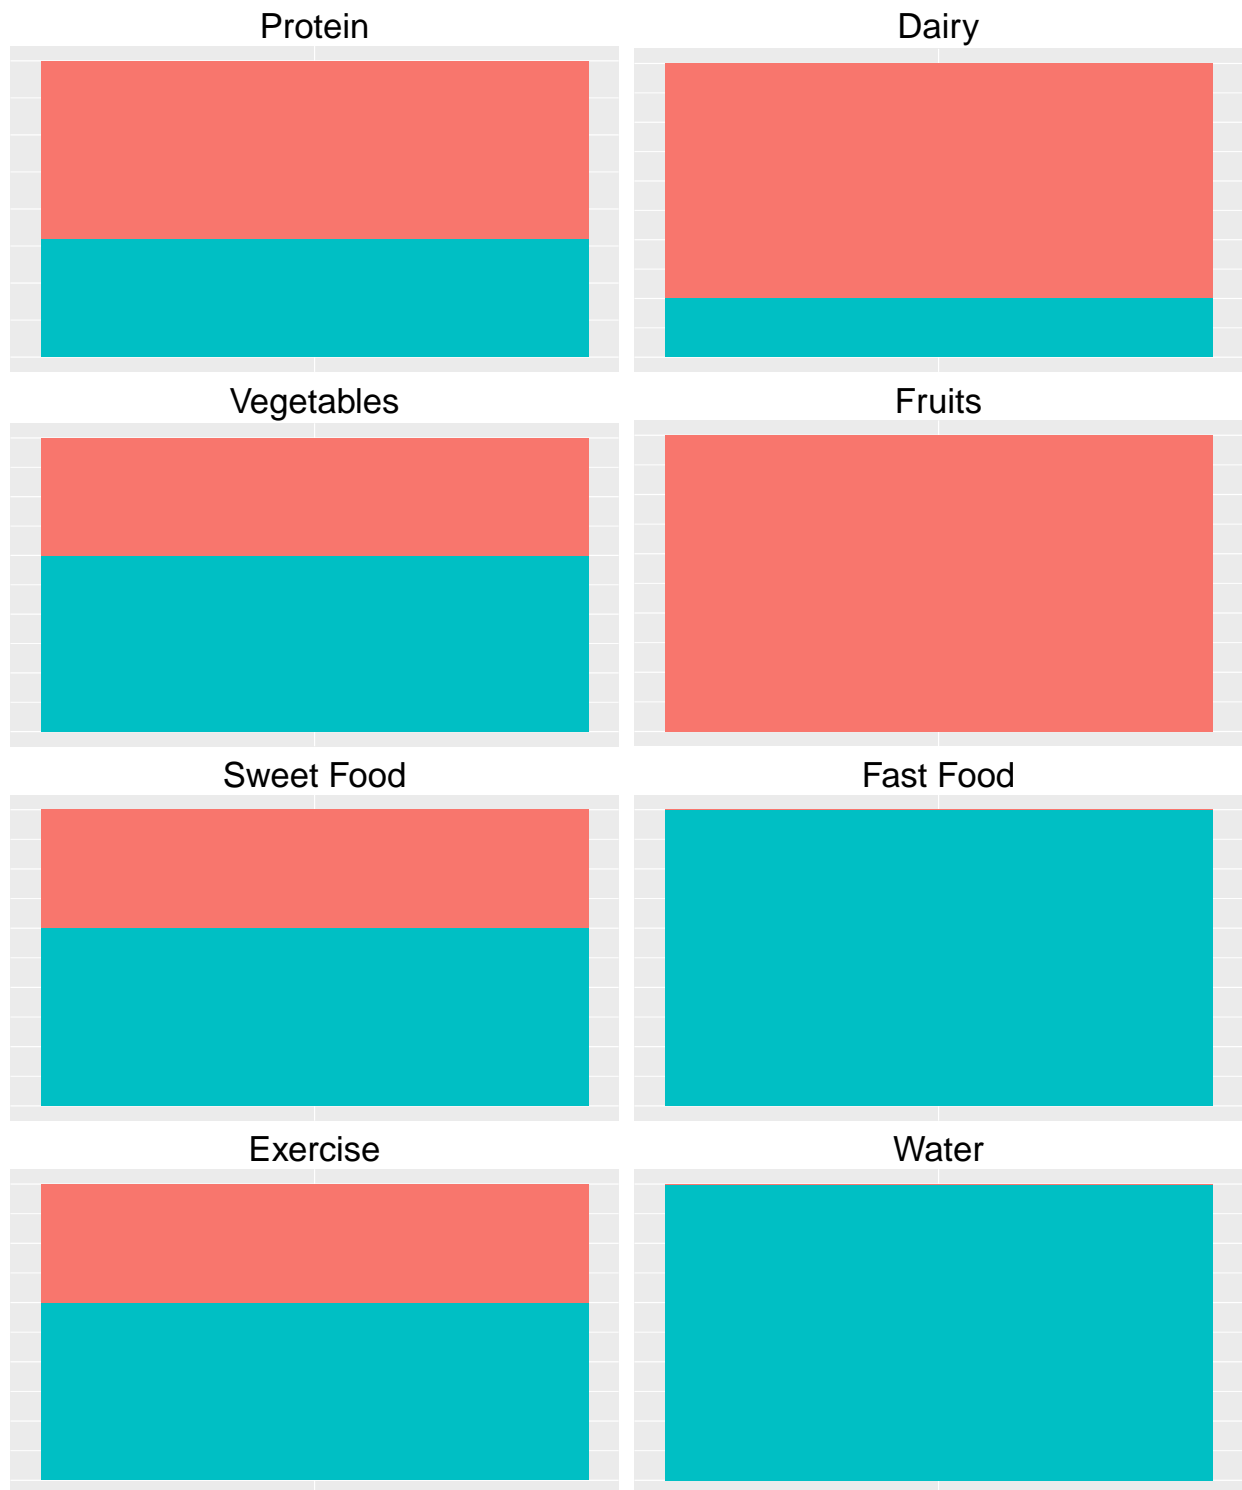 Protein
Dairy
Vegetables
Fruits
Sweet Food
Fast Food
Exercise
Water